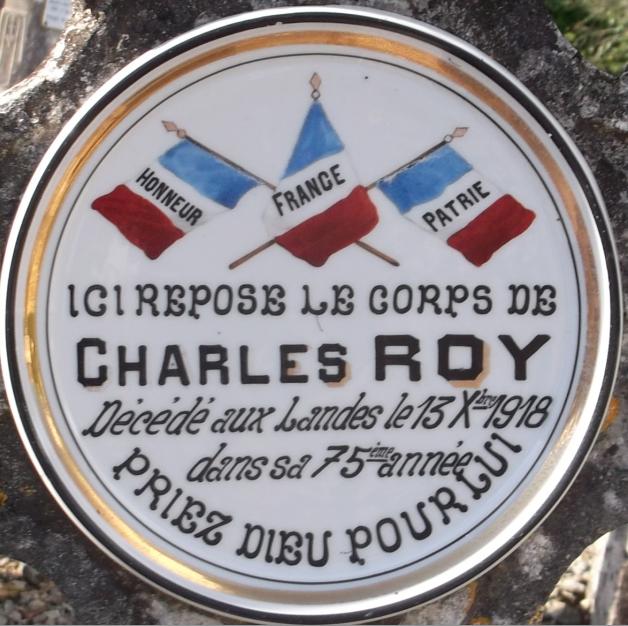 HONNEUR
FRANCE
PATRIE
ICI REPOSE LE CORPS DE
CHARLES ROY
Décédé aux Landes le 13 Xbre 1918
dans sa 75ème année
PRIEZ DIEU POUR LUI